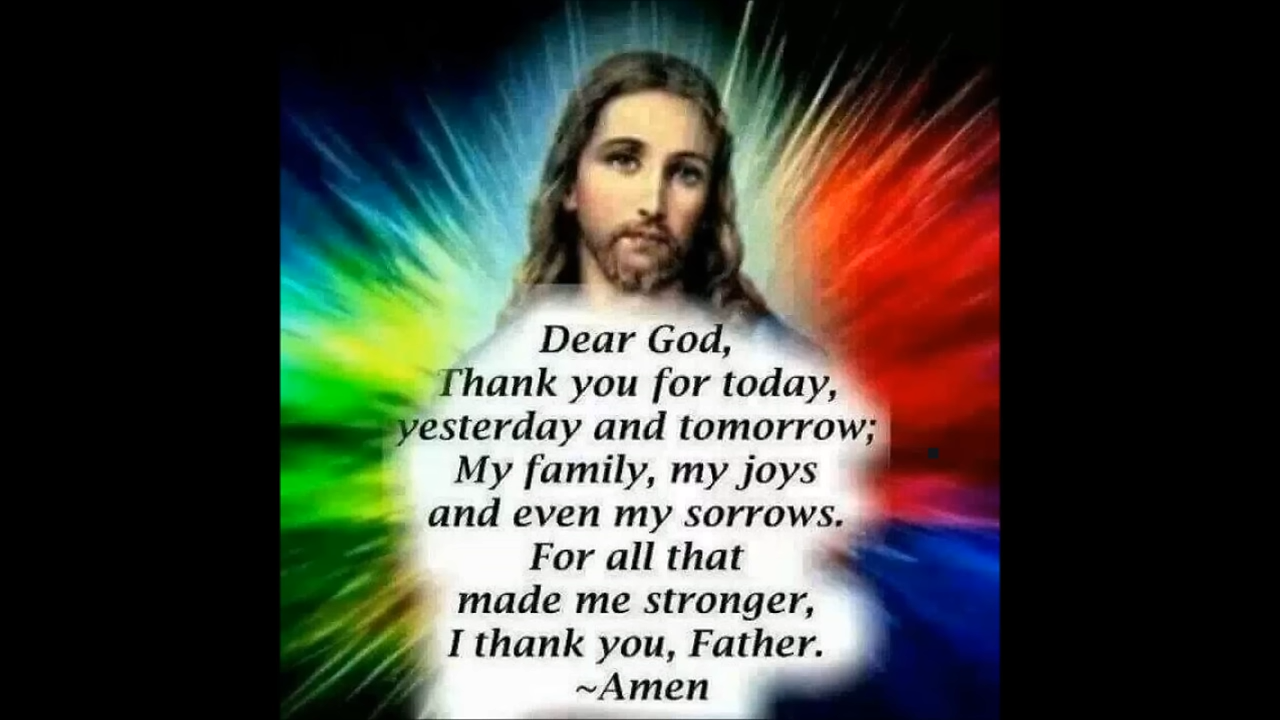 Dear God,
Thank you for today,
yesterday and tomorrow;
My family, my joys
and even my sorrows.
For all that
made me stronger,
I thank you, Father.
~Amen